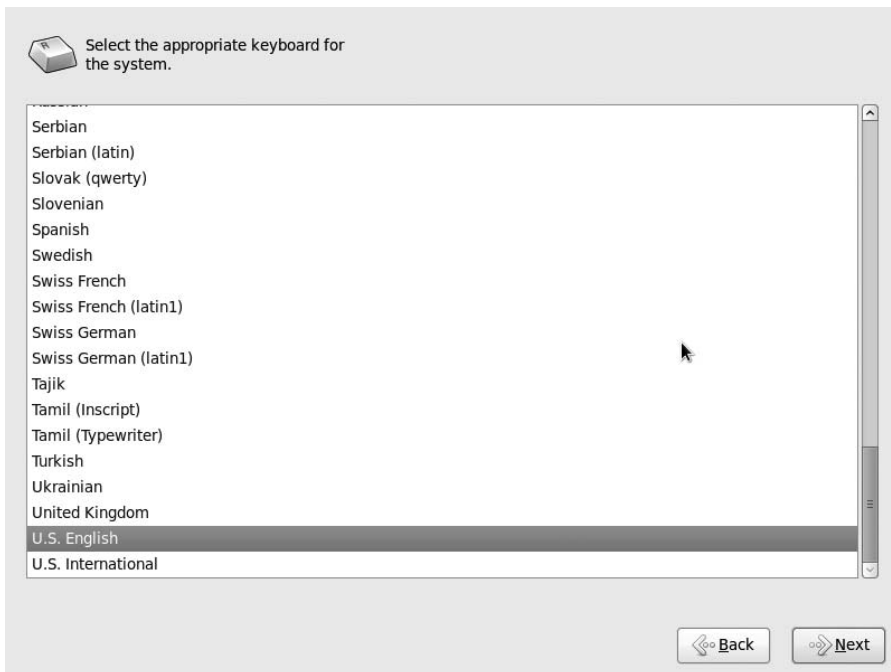 R
Select the appropriate keyboard for
the system.
Serbian
Serbian (latin)
Slovak (qwerty)
Slovenian
Spanish
Swedish
Swiss French
Swiss French (latin1)
Swiss German
Swiss German (latin1)
Tajik
Tamil (Inscript)
Tamil (Typewriter)
Turkish
Ukrainian
United Kingdom
U.S. English
U.S. International
Back
Next